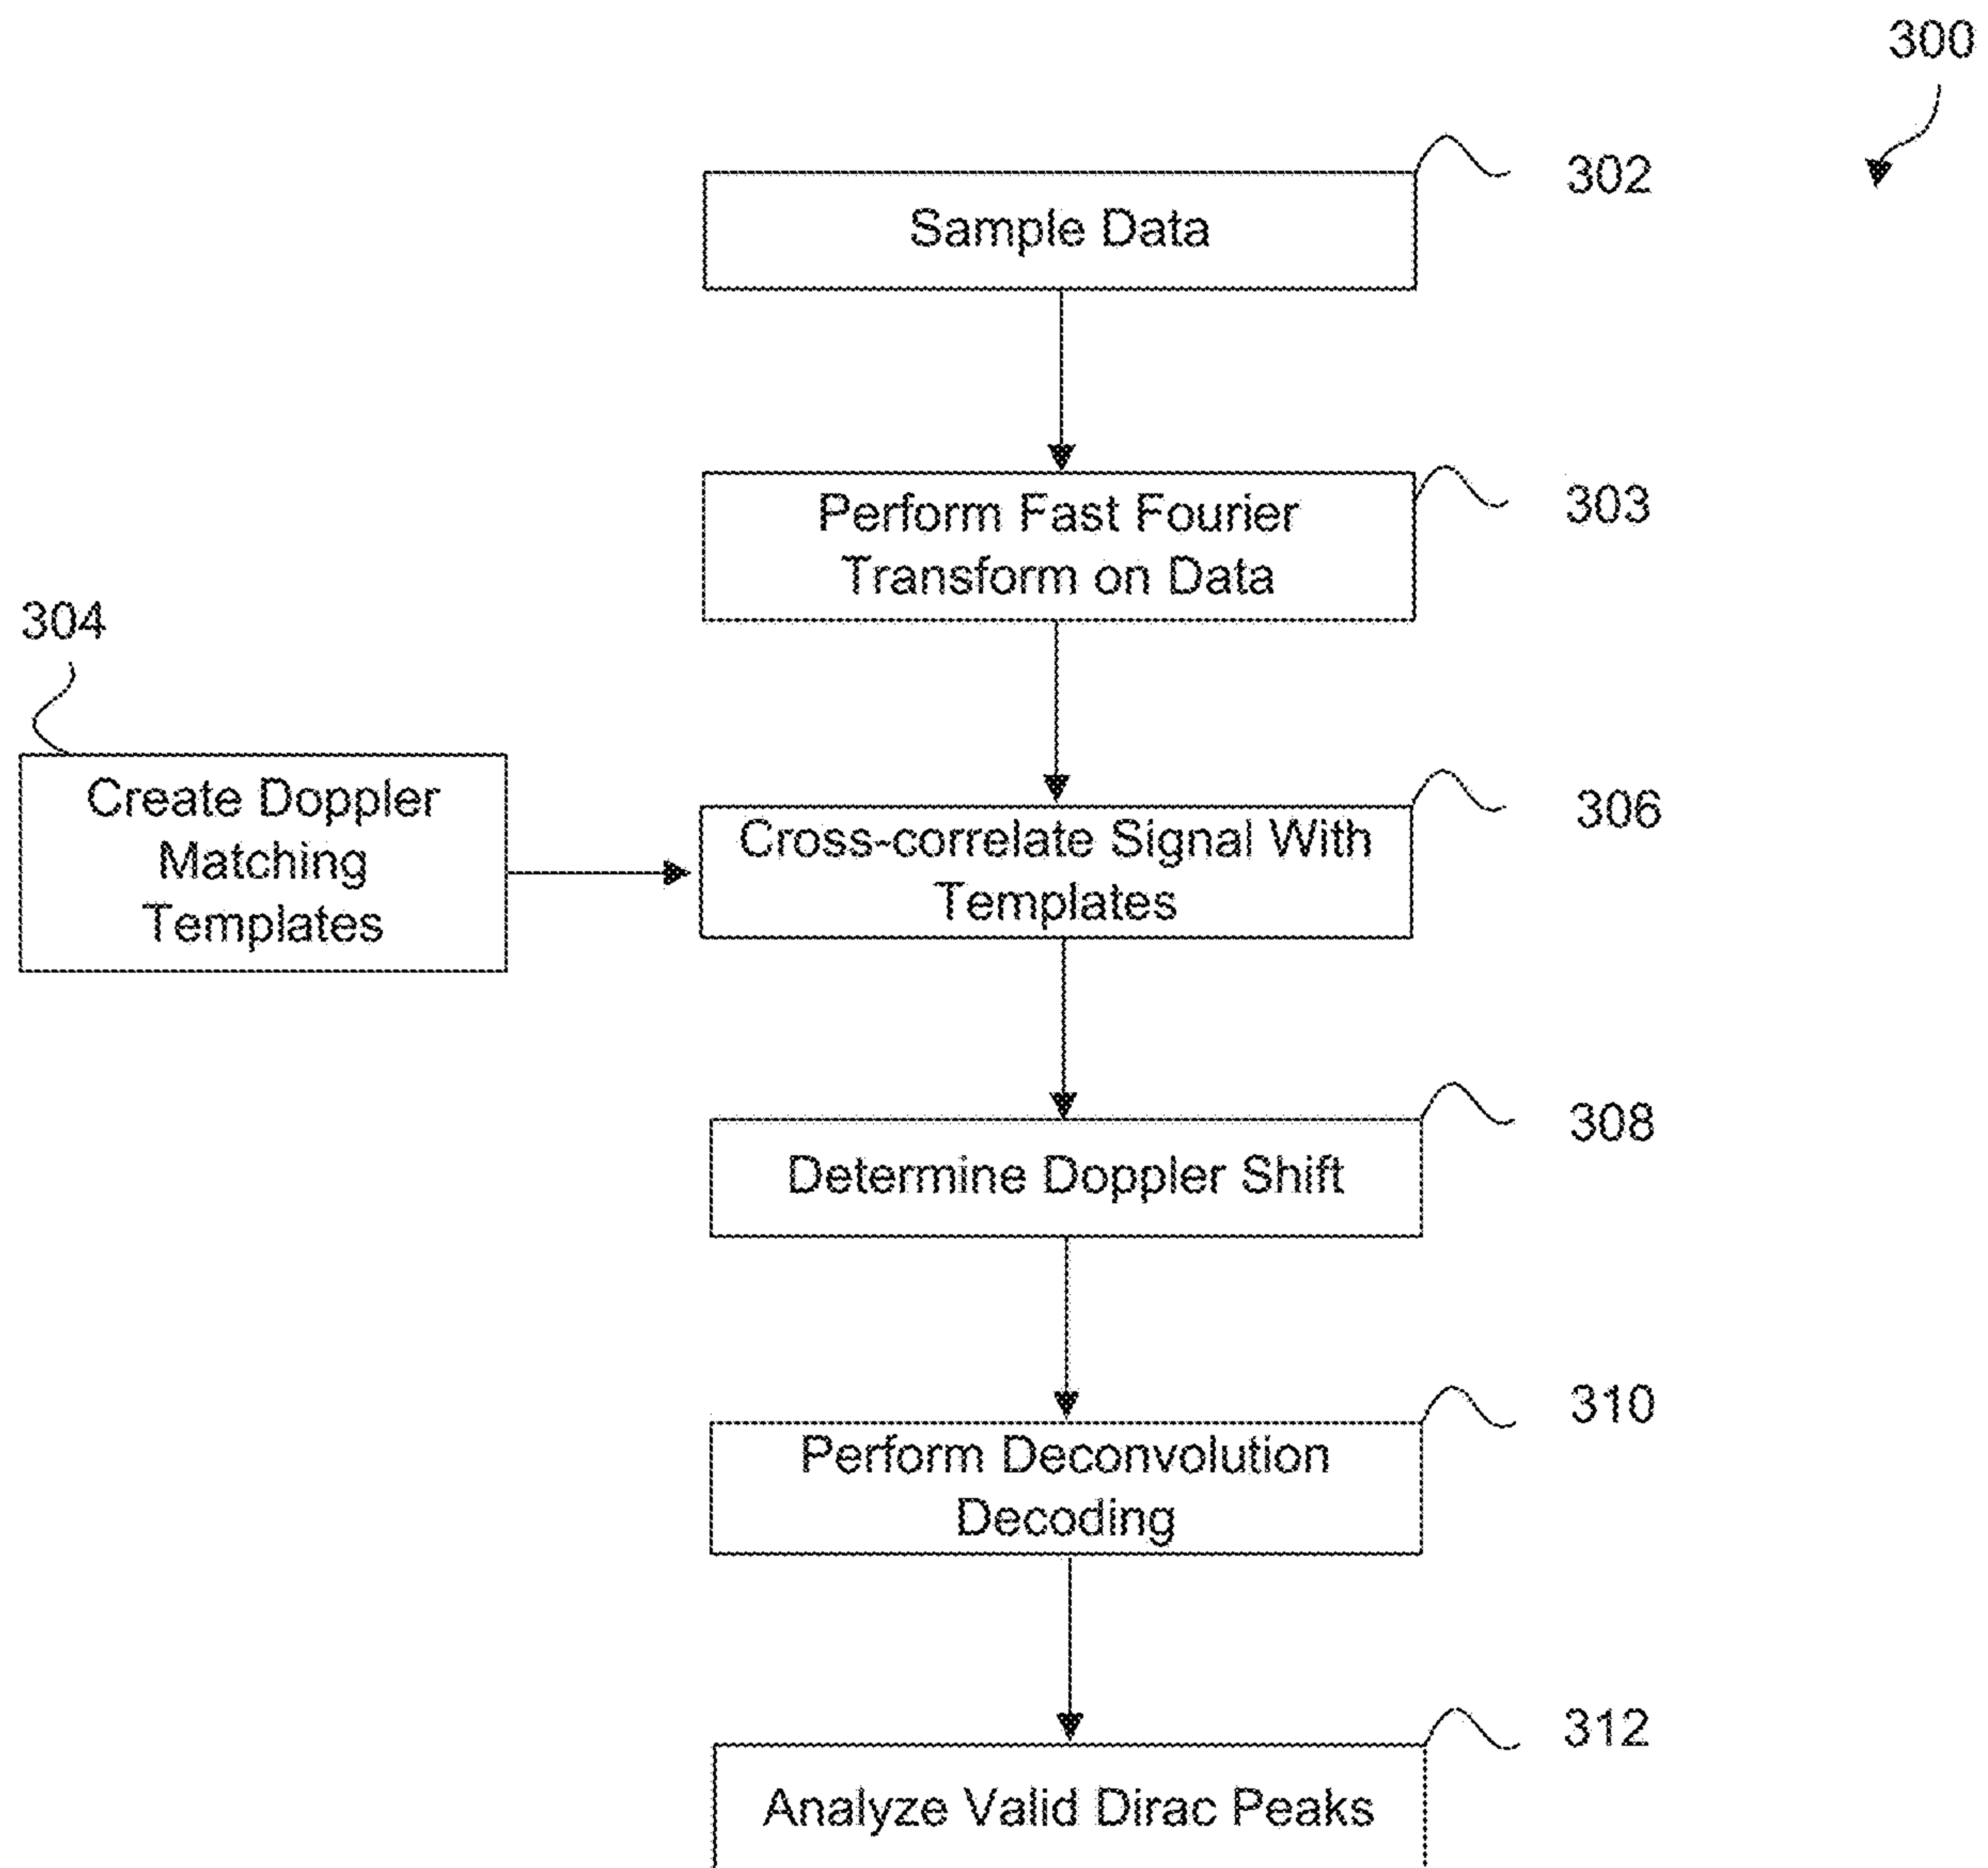 300
302
Sample Data
303
Perform Fast Fourier
Transform on Data
304
Create Doppler
Matching
Templates
306
Cross-correlate Signal With
Templates
308
Determine Doppler Shift
310
Perform Deconvolution
Decoding
312
Analyze Valid Dirac Peaks